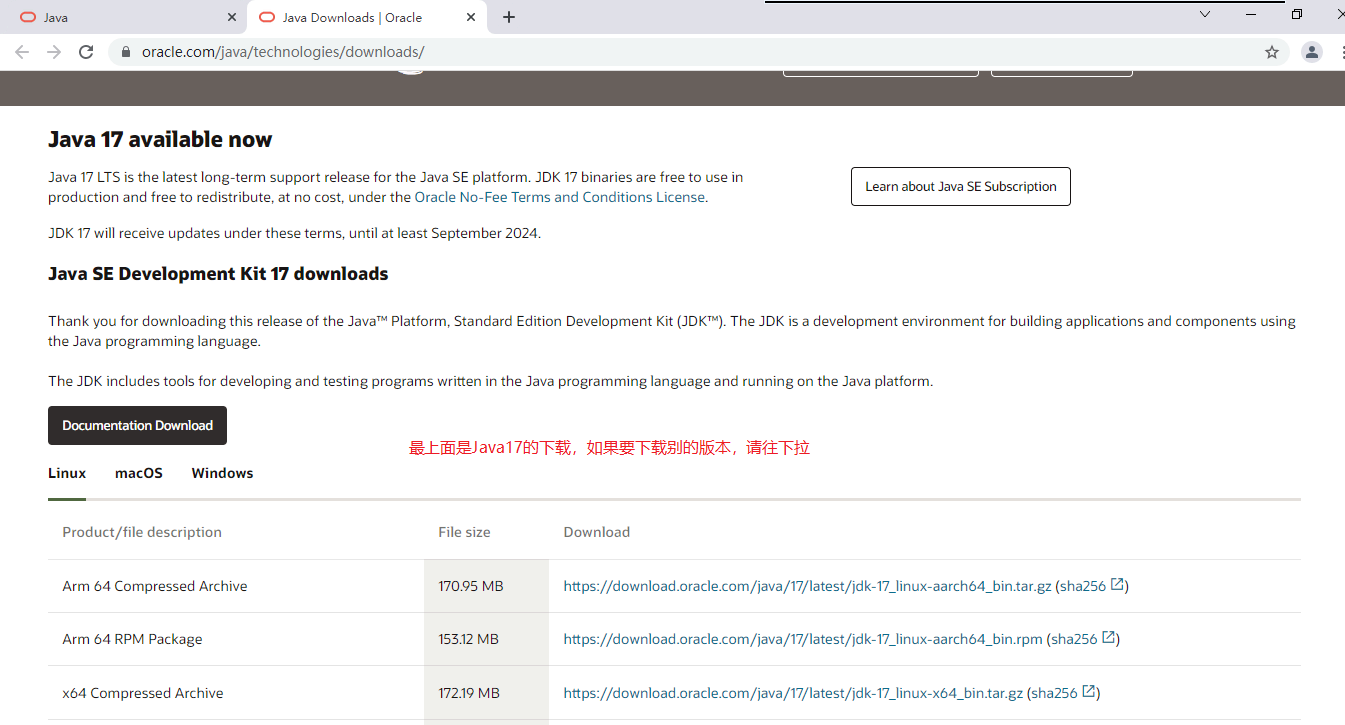 Java
Java Downloads | Oracle
oracle.com/java/technologies/downloads/
Java 17 available now
Java 17 LTS is the latest long-term support release for the Java SE platform. JDK 17 binaries are free to use in
production and free to redistribute, at no cost, under the Oracle No-Fee Terms and Conditions License.
Learn about Java SE Subscription
JDK 17 will receive updates under these terms, until at least September 2024.
Java SE Development Kit 17 downloads
Thank you for downloading this release of the Java™ Platform, Standard Edition Development Kit (JDK™). The JDK is a development environment for building applications and components using
the Java programming language.
The JDK includes tools for developing and testing programs written in the Java programming language and running on the Java platform.
Documentation Download
最上面是Java17的下载，如果要下载别的版本，请往下拉
Linux macOS Windows
Product/file description File size Download
Arm 64 Compressed Archive 170.95 MB https://download.oracle.com/java/17/latest/jdk-17_linux-aarch64_bin.tar.gz (sha256)
Arm 64 RPM Package 153.12 MB https://download.oracle.com/java/17/latest/jdk-17_linux-aarch64_bin.rpm (sha256)
x64 Compressed Archive 172.19 MB https://download.oracle.com/java/17/latest/jdk-17_linux-x64_bin.tar.gz (sha256)